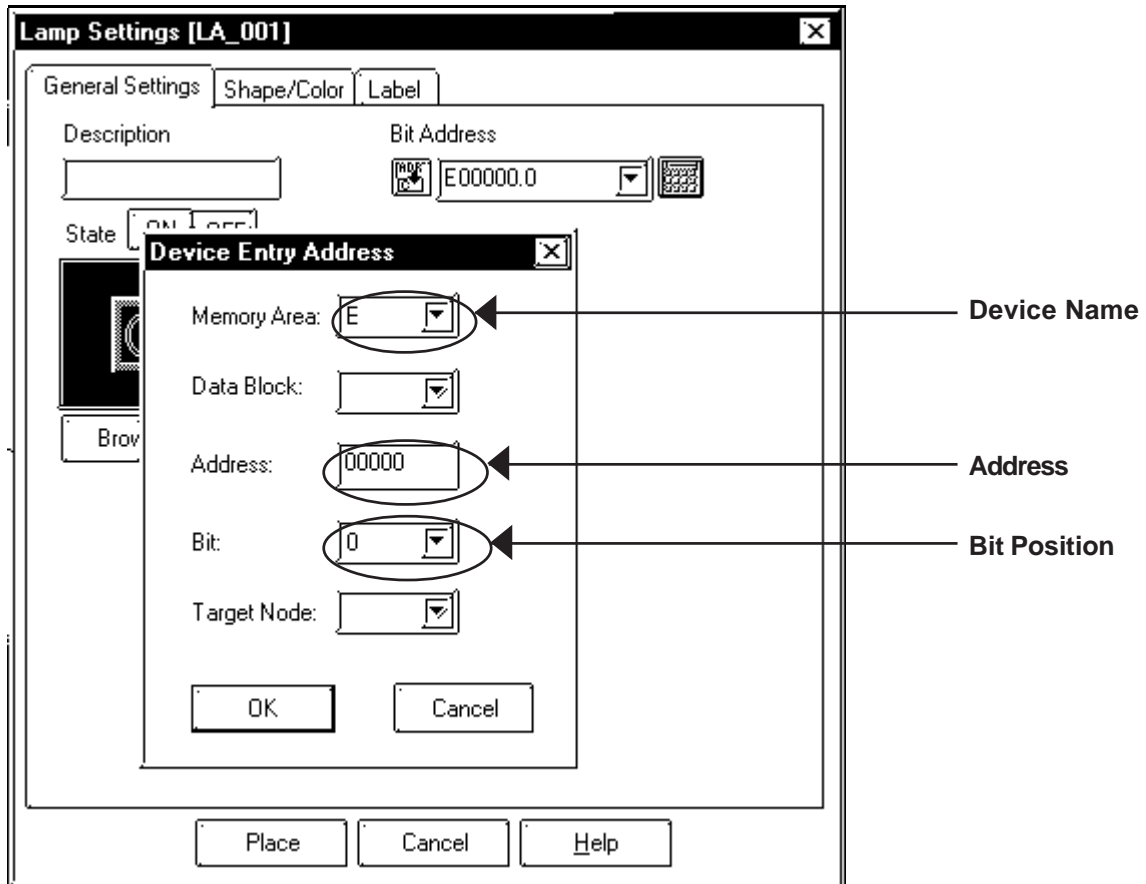 Lamp Settings [LA_001]
General Settings Shape/Color Label
Description Bit Address
E00000.0
State
Device Entry Address
Memory Area: E Device Name
Data Block:
Address: 00000 Address
Bit: 0 Bit Position
Target Node:
OK Cancel
Place Cancel Help